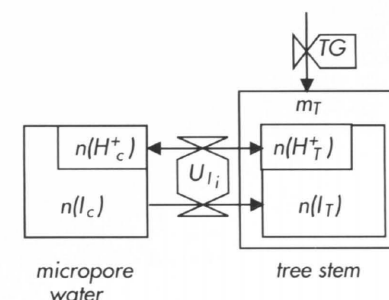 TG
m_T
n(H⁺_c)
n(H⁺_T)
U_{I_i}
n(I_c)
n(I_T)
micropore
water
tree stem